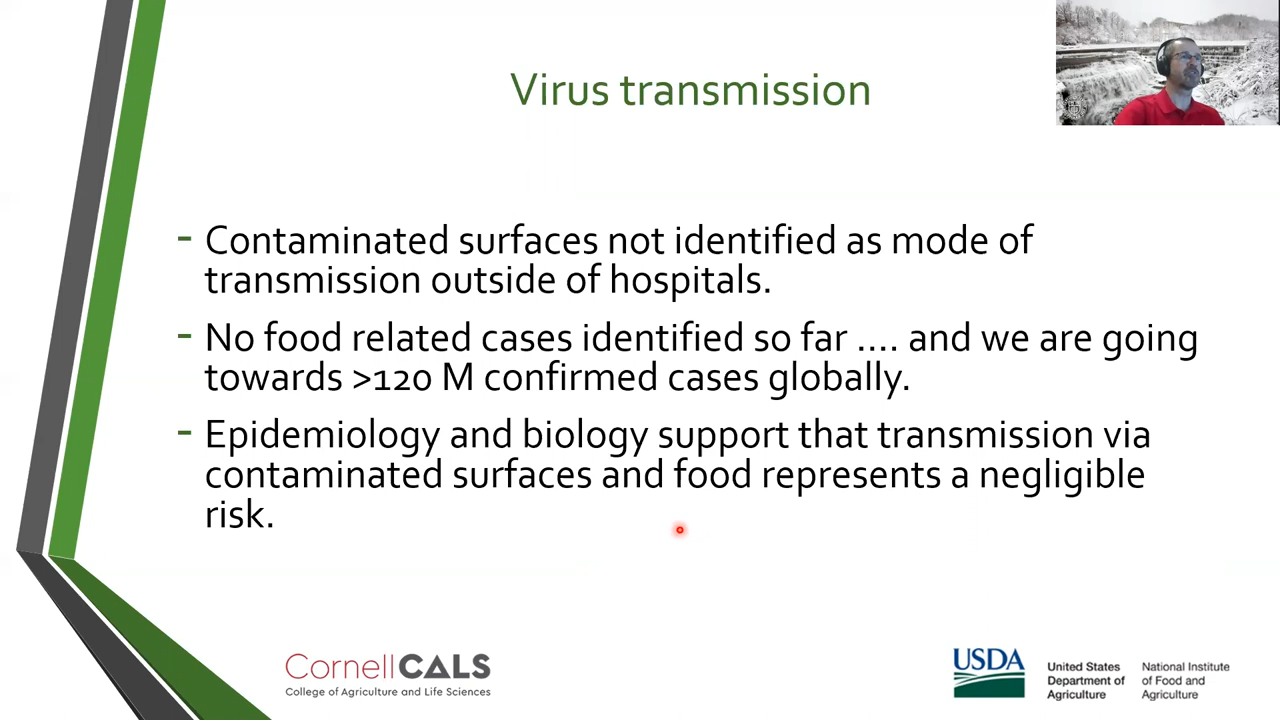 Virus transmission
- Contaminated surfaces not identified as mode of
transmission outside of hospitals.
- No food related cases identified so far .... and we are going
towards >120 M confirmed cases globally.
- Epidemiology and biology support that transmission via
contaminated surfaces and food represents a negligible
risk.
CornellCALS
College of Agriculture and Life Sciences
USDA
United States
Department of
Agriculture
National Institute
of Food and
Agriculture